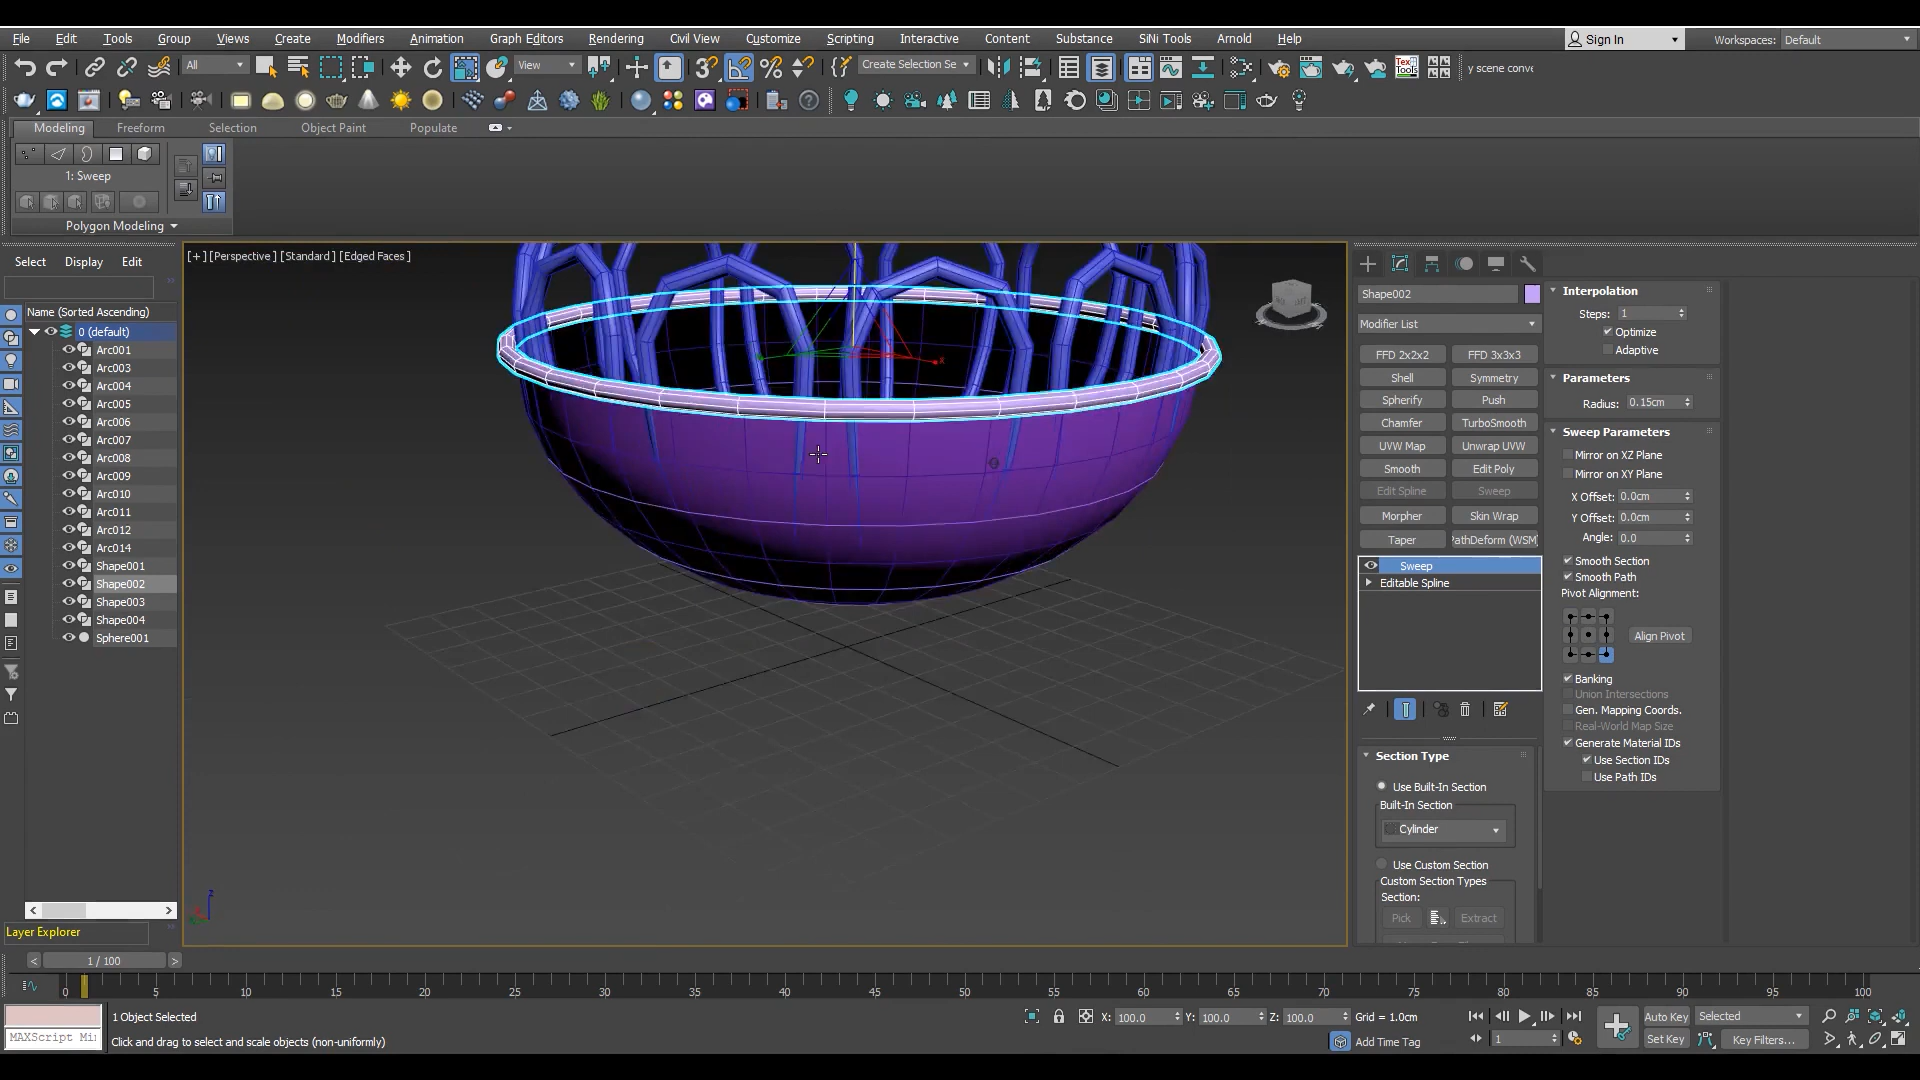 File Edit Tools Group Views Create Modifiers Animation Graph Editors Rendering Civil View Customize Scripting Interactive Content Substance SiNi Tools Arnold Help Sign In Workspaces: Default
All View Create Selection Se y scene conve
Modeling Freeform Selection Object Paint Populate
1: Sweep
Polygon Modeling
Select Display Edit
Name (Sorted Ascending)
0 (default)
Arc001
Arc003
Arc004
Arc005
Arc006
Arc007
Arc008
Arc009
Arc010
Arc011
Arc012
Arc014
Shape001
Shape002
Shape003
Shape004
Sphere001
Layer Explorer
[+] [Perspective ] [Standard ] [Edged Faces ]
x
z
Shape002
Modifier List
FFD 2x2x2 FFD 3x3x3
Shell Symmetry
Spherify Push
Chamfer TurboSmooth
UVW Map Unwrap UVW
Smooth Edit Poly
Edit Spline Sweep
Morpher Skin Wrap
Taper PathDeform (WSM)
Sweep
Editable Spline
Section Type
Use Built-In Section
Built-In Section
Cylinder
Use Custom Section
Custom Section Types
Section:
Pick Extract
Interpolation
Steps: 1
Optimize
Adaptive
Parameters
Radius: 0.15cm
Sweep Parameters
Mirror on XZ Plane
Mirror on XY Plane
X Offset: 0.0cm
Y Offset: 0.0cm
Angle: 0.0
Smooth Section
Smooth Path
Pivot Alignment:
Align Pivot
Banking
Union Intersections
Gen. Mapping Coords.
Real-World Map Size
Generate Material IDs
Use Section IDs
Use Path IDs
< 1 / 100 >
0 5 10 15 20 25 30 35 40 45 50 55 60 65 70 75 80 85 90 95 100
1 Object Selected X: 100.0 Y: 100.0 Z: 100.0 Grid = 1.0cm Auto Key Selected
MAXScript Mi Click and drag to select and scale objects (non-uniformly) Add Time Tag 1 Set Key Key Filters...